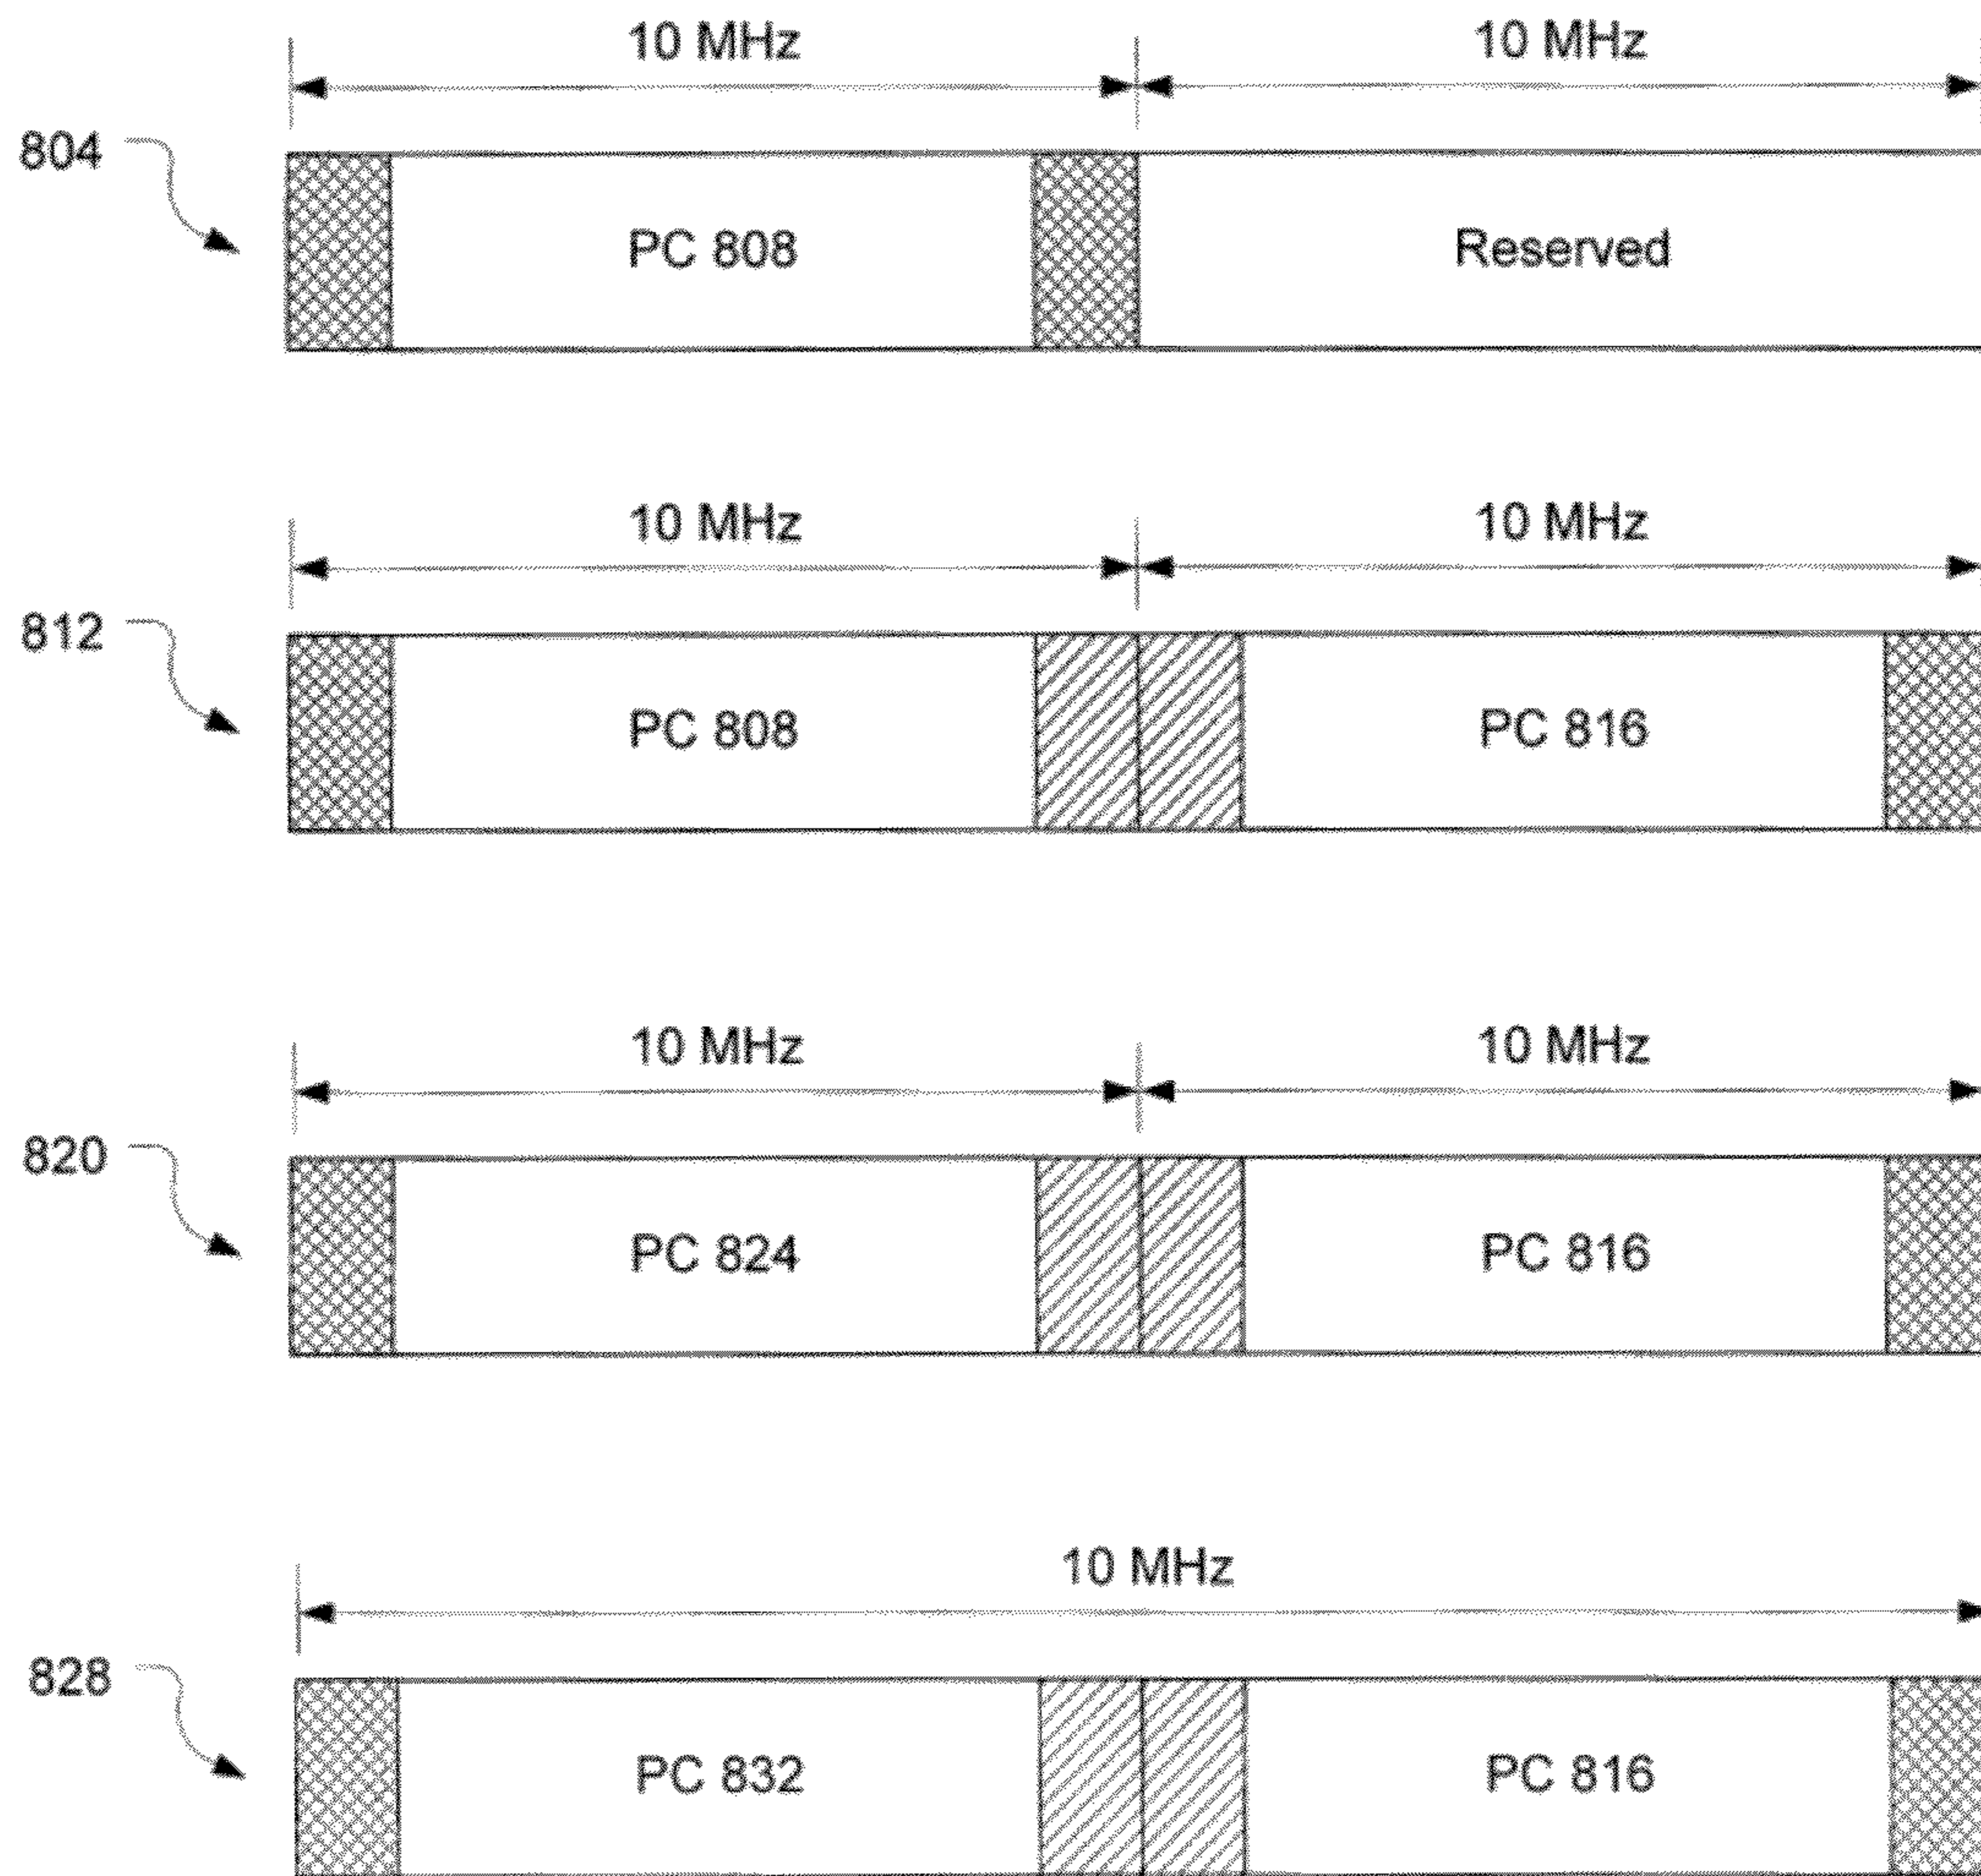 10 MHz 10 MHz
804
PC 808 Reserved
10 MHz 10 MHz
812
PC 808 PC 816
10 MHz 10 MHz
820
PC 824 PC 816
10 MHz
828
PC 832 PC 816